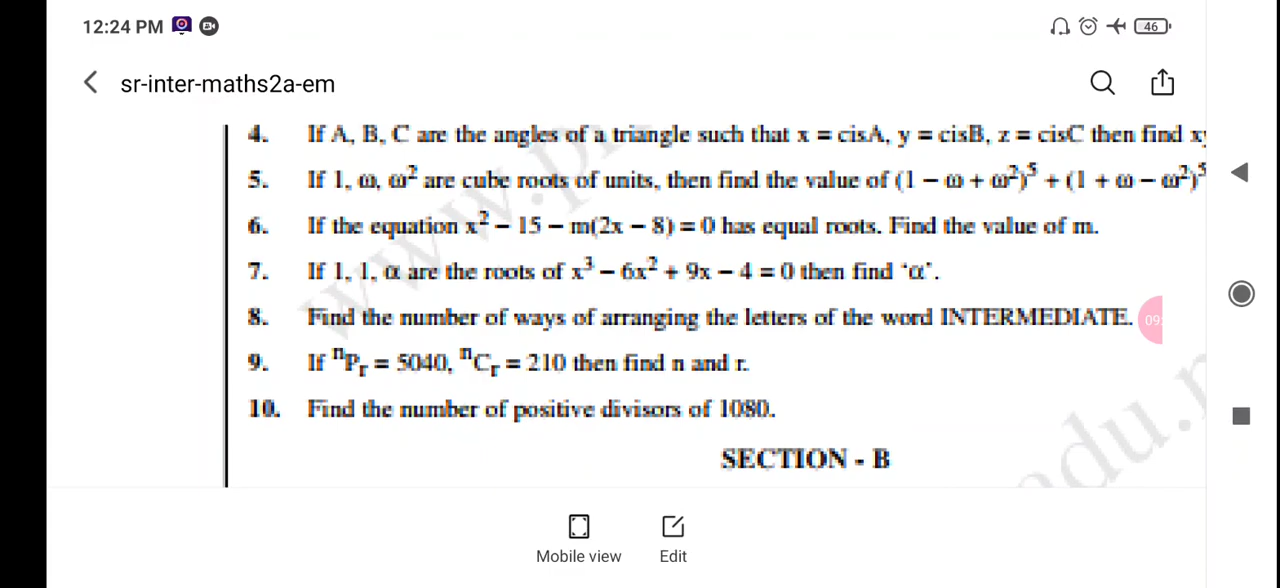 12:24 PM 46
sr-inter-maths2a-em
4. If A, B, C are the angles of a triangle such that x = cisA, y = cisB, z = cisC then find xy
5. If 1, ω, ω² are cube roots of units, then find the value of (1 – ω + ω²)⁵ + (1 + ω – ω²)⁵
6. If the equation x² – 15 – m(2x – 8) = 0 has equal roots. Find the value of m.
7. If 1, 1, α are the roots of x³ – 6x² + 9x – 4 = 0 then find 'α'.
8. Find the number of ways of arranging the letters of the word INTERMEDIATE.
09:
9. If ⁿPᵣ = 5040, ⁿCᵣ = 210 then find n and r.
10. Find the number of positive divisors of 1080.
SECTION - B
Mobile view Edit